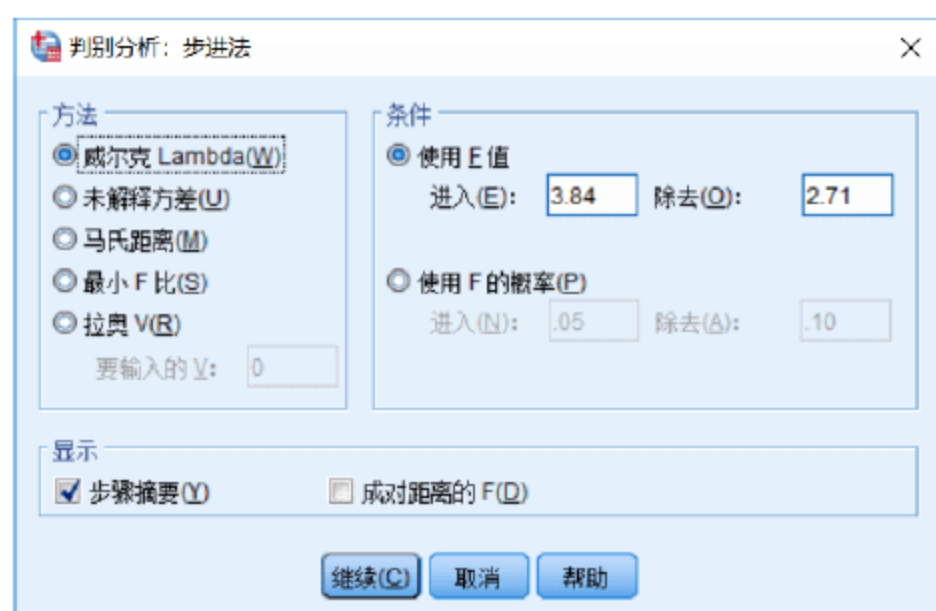 判别分析：步进法
方法
威尔克 Lambda(W)
未解释方差(U)
马氏距离(M)
最小 F 比(S)
拉奥 V(R)
要输入的 V: 0
条件
使用 F 值
进入(E): 3.84 除去(O): 2.71
使用 F 的概率(P)
进入(N): .05 除去(A): .10
显示
步骤摘要(Y) 成对距离的 F(D)
继续(C) 取消 帮助